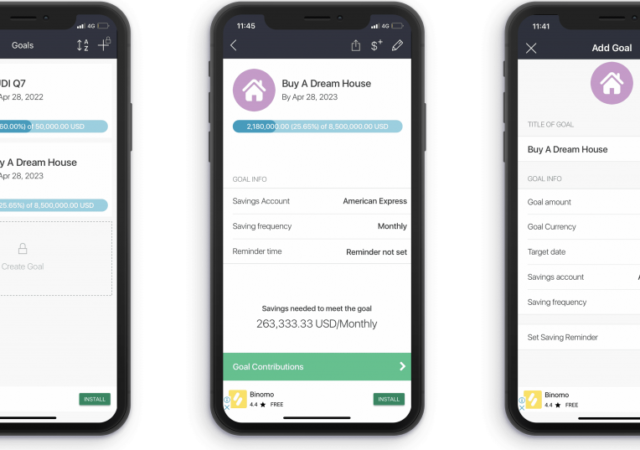 4G
Goals
A
Z
DI Q7
Apr 28, 2022
60.00%) of 50,000.00 USD
y A Dream House
Apr 28, 2023
25.65%) of 8,500,000.00 USD
Create Goal
INSTALL
11:45
4G
$+
Buy A Dream House
By Apr 28, 2023
2,180,000.00 (25.65%) of 8,500,000.00 USD
GOAL INFO
Savings Account American Express
Saving frequency Monthly
Reminder time Reminder not set
Savings needed to meet the goal
263,333.33 USD/Monthly
Goal Contributions
Binomo
4.4 ★ FREE
INSTALL
11:41
Add Goal
TITLE OF GOAL
Buy A Dream House
GOAL INFO
Goal amount
Goal Currency
Target date
Savings account
Saving frequency
Set Saving Reminder
Binomo
4.4 ★ FREE